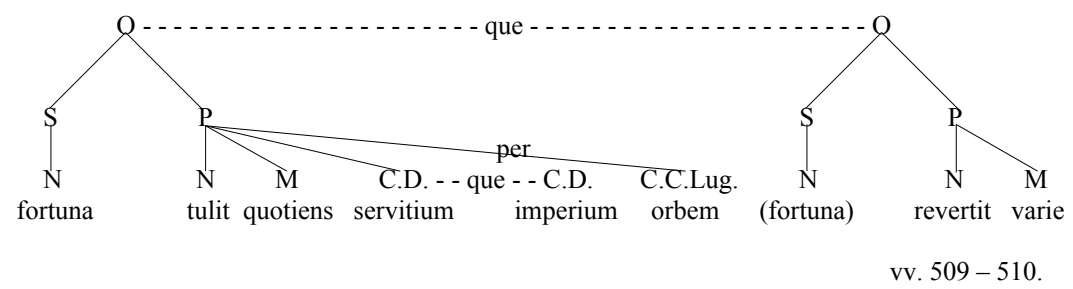 O - - - - - - - - - - - - - - - - - - - - - - que - - - - - - - - - - - - - - - - - - - - - - - - O
S P S P
per
N N M C.D. - - que - - C.D. C.C.Lug. N N M
fortuna tulit quotiens servitium imperium orbem (fortuna) revertit varie
vv. 509 – 510.